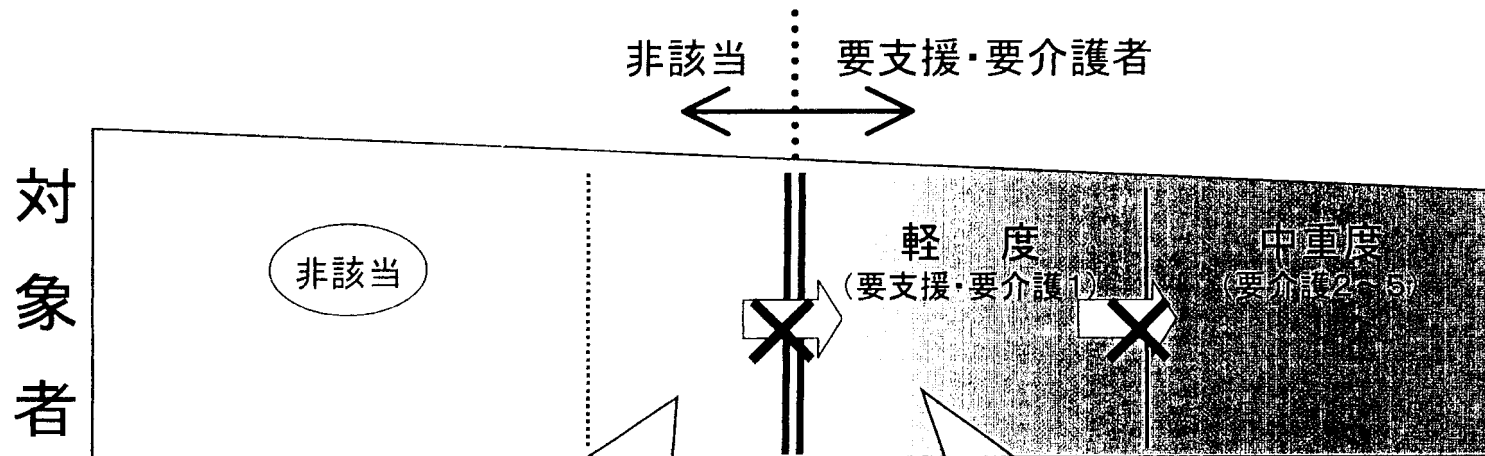 非該当 要支援・要介護者
対象者
非該当
軽 度
(要支援・要介護1)
中重度
(要介護2~5)